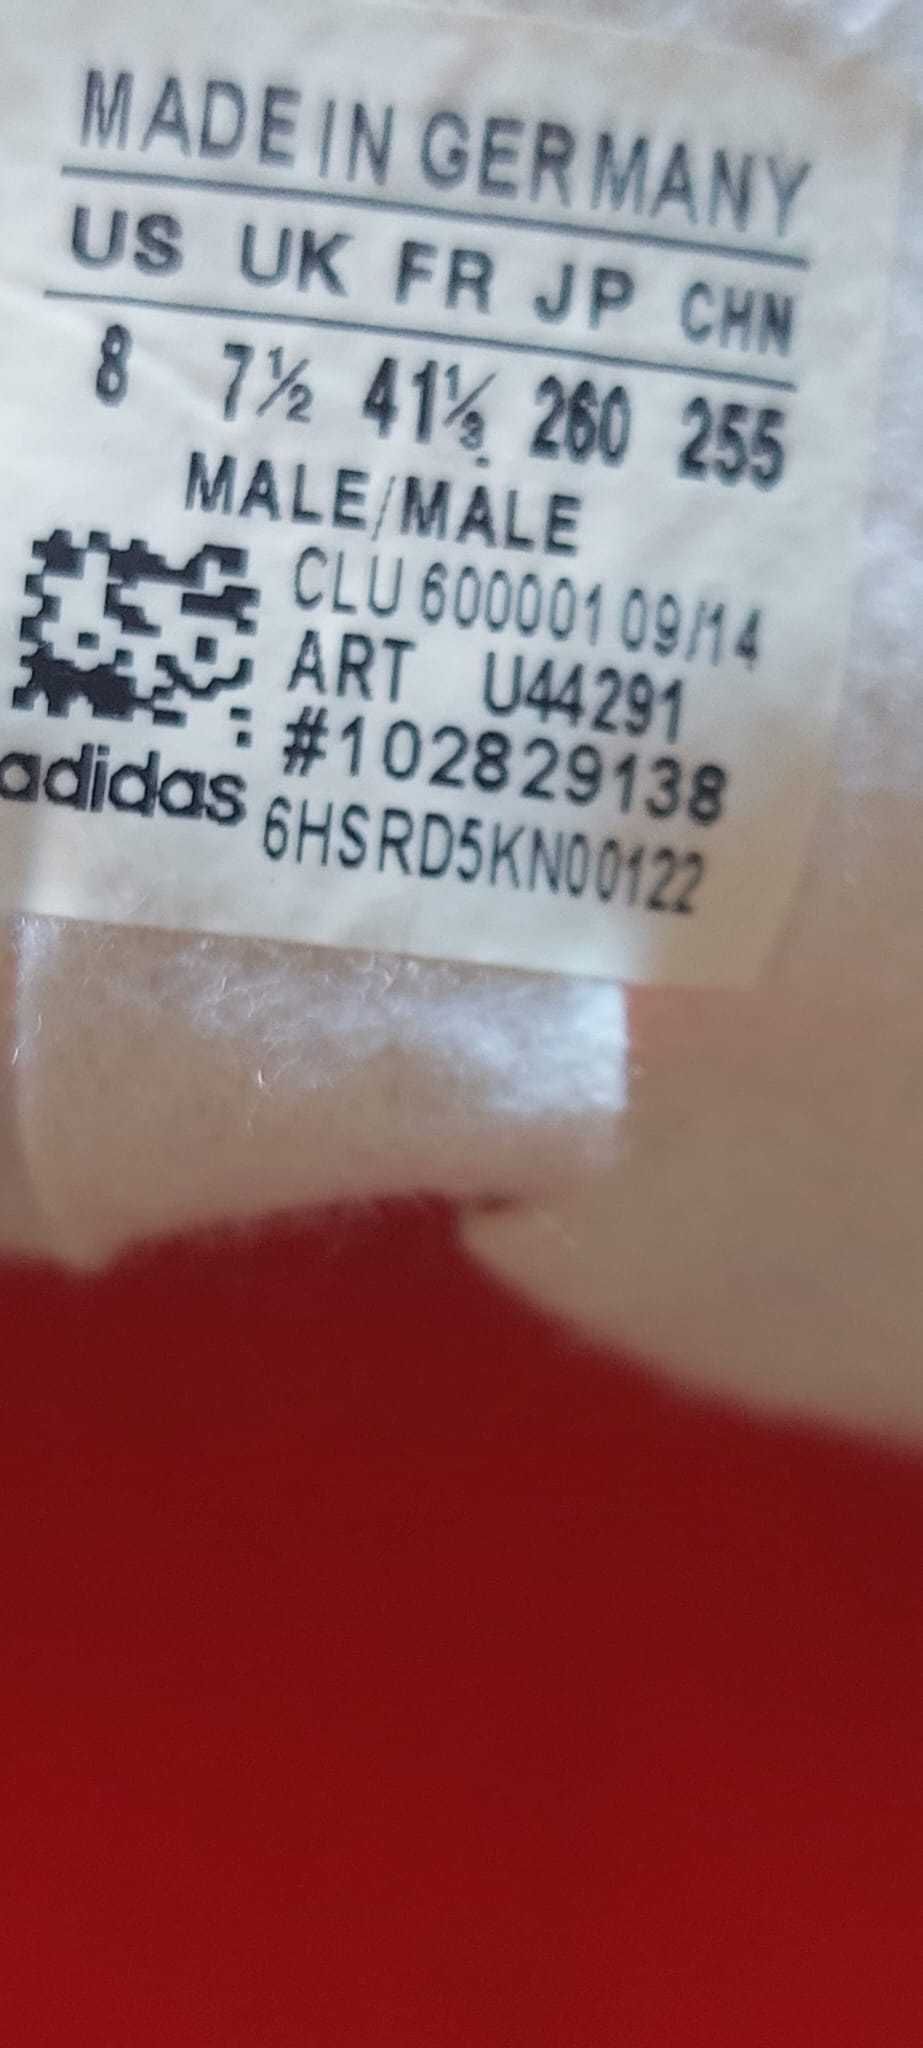 MADE IN GERMANY
US UK FR JP CHN
8 7½ 41⅓ 260 255
MALE/MALE
CLU 600001 09/14
ART U44291
#102829138
adidas 6HSRD5KN00122